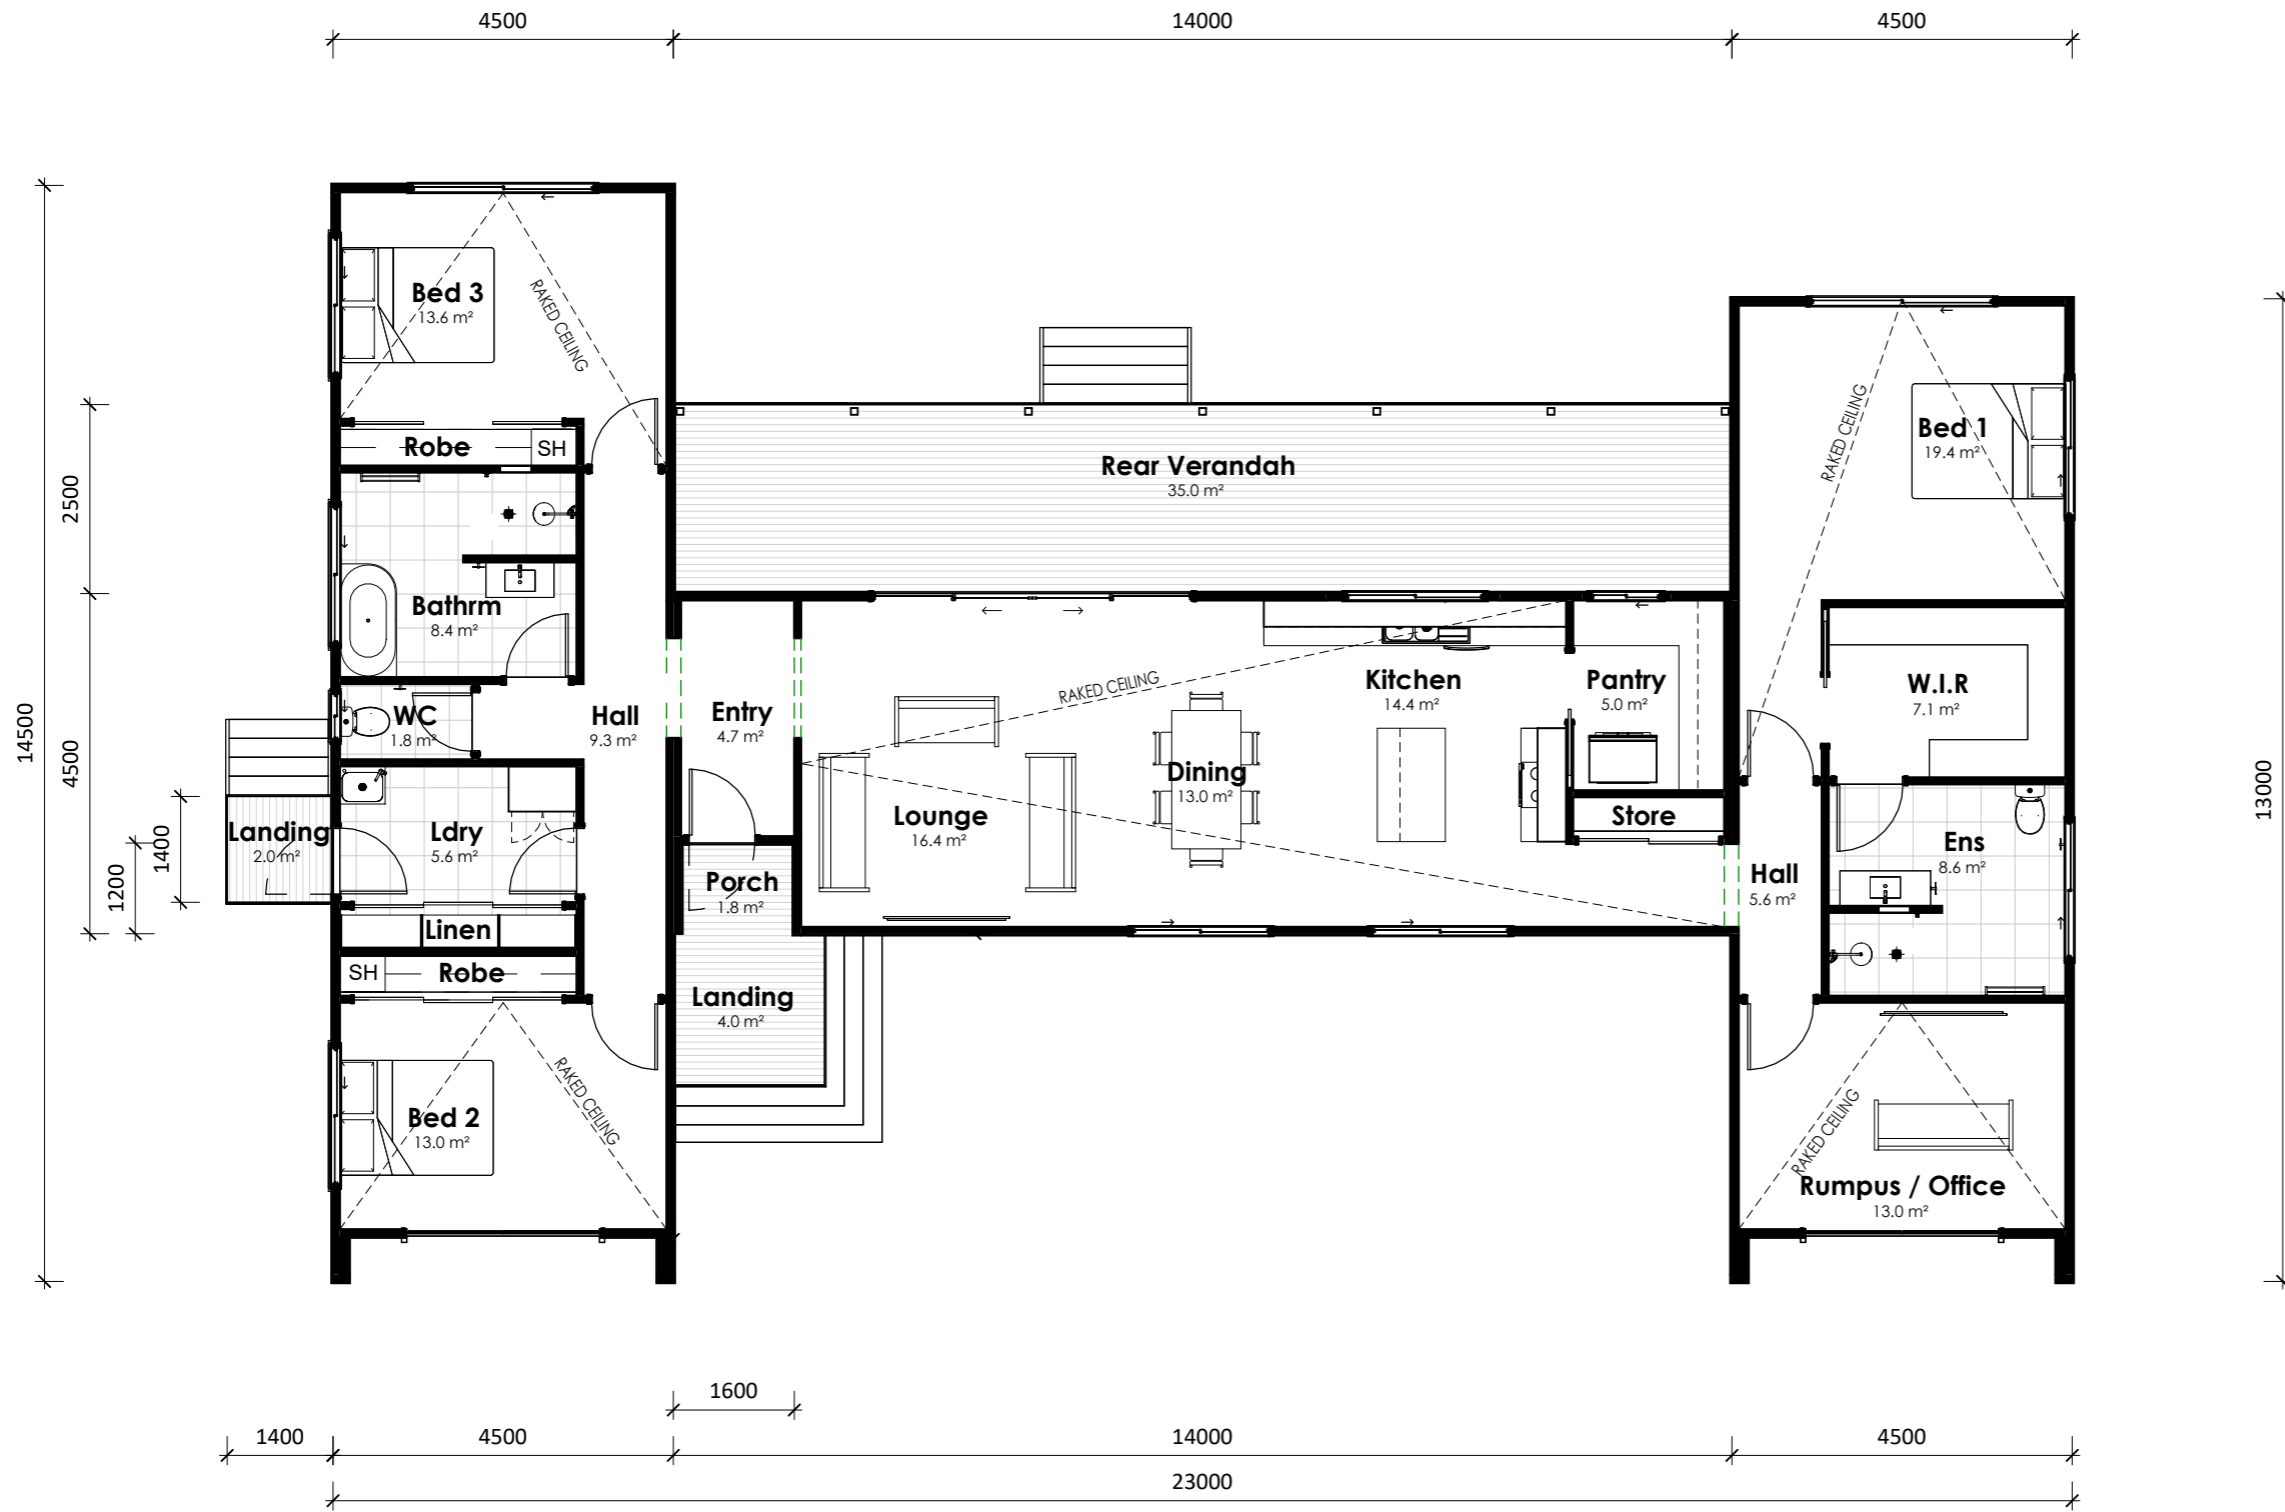 4500
14000
4500
14500
2500
4500
1400
1200
13000
Bed 3
13.6 m²
RAKED CEILING
Robe
SH
Bathrm
8.4 m²
WC
1.8 m²
Hall
9.3 m²
Landing
2.0 m²
Ldry
5.6 m²
Linen
SH
Robe
Bed 2
13.0 m²
RAKED CEILING
Rear Verandah
35.0 m²
Entry
4.7 m²
Porch
1.8 m²
Landing
4.0 m²
Lounge
16.4 m²
RAKED CEILING
Dining
13.0 m²
Kitchen
14.4 m²
Pantry
5.0 m²
Store
RAKED CEILING
Bed 1
19.4 m²
W.I.R
7.1 m²
Hall
5.6 m²
Ens
8.6 m²
RAKED CEILING
Rumpus / Office
13.0 m²
1600
1400
4500
14000
4500
23000